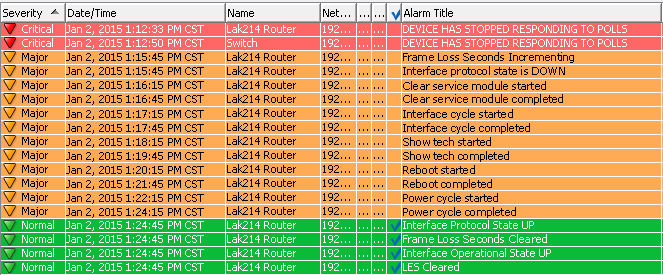 Severity Date/Time Name Net... ... ... Alarm Title
Critical Jan 2, 2015 1:12:33 PM CST Lak214 Router 192... ... ... DEVICE HAS STOPPED RESPONDING TO POLLS
Critical Jan 2, 2015 1:12:50 PM CST Switch 192... ... ... DEVICE HAS STOPPED RESPONDING TO POLLS
Major Jan 2, 2015 1:15:45 PM CST Lak214 Router 192... ... ... Frame Loss Seconds Incrementing
Major Jan 2, 2015 1:15:45 PM CST Lak214 Router 192... ... ... Interface protocol state is DOWN
Major Jan 2, 2015 1:16:15 PM CST Lak214 Router 192... ... ... Clear service module started
Major Jan 2, 2015 1:16:45 PM CST Lak214 Router 192... ... ... Clear service module completed
Major Jan 2, 2015 1:17:15 PM CST Lak214 Router 192... ... ... Interface cycle started
Major Jan 2, 2015 1:17:45 PM CST Lak214 Router 192... ... ... Interface cycle completed
Major Jan 2, 2015 1:18:15 PM CST Lak214 Router 192... ... ... Show tech started
Major Jan 2, 2015 1:19:45 PM CST Lak214 Router 192... ... ... Show tech completed
Major Jan 2, 2015 1:20:15 PM CST Lak214 Router 192... ... ... Reboot started
Major Jan 2, 2015 1:21:45 PM CST Lak214 Router 192... ... ... Reboot completed
Major Jan 2, 2015 1:22:15 PM CST Lak214 Router 192... ... ... Power cycle started
Major Jan 2, 2015 1:24:15 PM CST Lak214 Router 192... ... ... Power cycle completed
Normal Jan 2, 2015 1:24:45 PM CST Lak214 Router 192... ... ... Interface Protocol State UP
Normal Jan 2, 2015 1:24:45 PM CST Lak214 Router 192... ... ... Frame Loss Seconds Cleared
Normal Jan 2, 2015 1:24:45 PM CST Lak214 Router 192... ... ... Interface Operational State UP
Normal Jan 2, 2015 1:24:45 PM CST Lak214 Router 192... ... ... LES Cleared